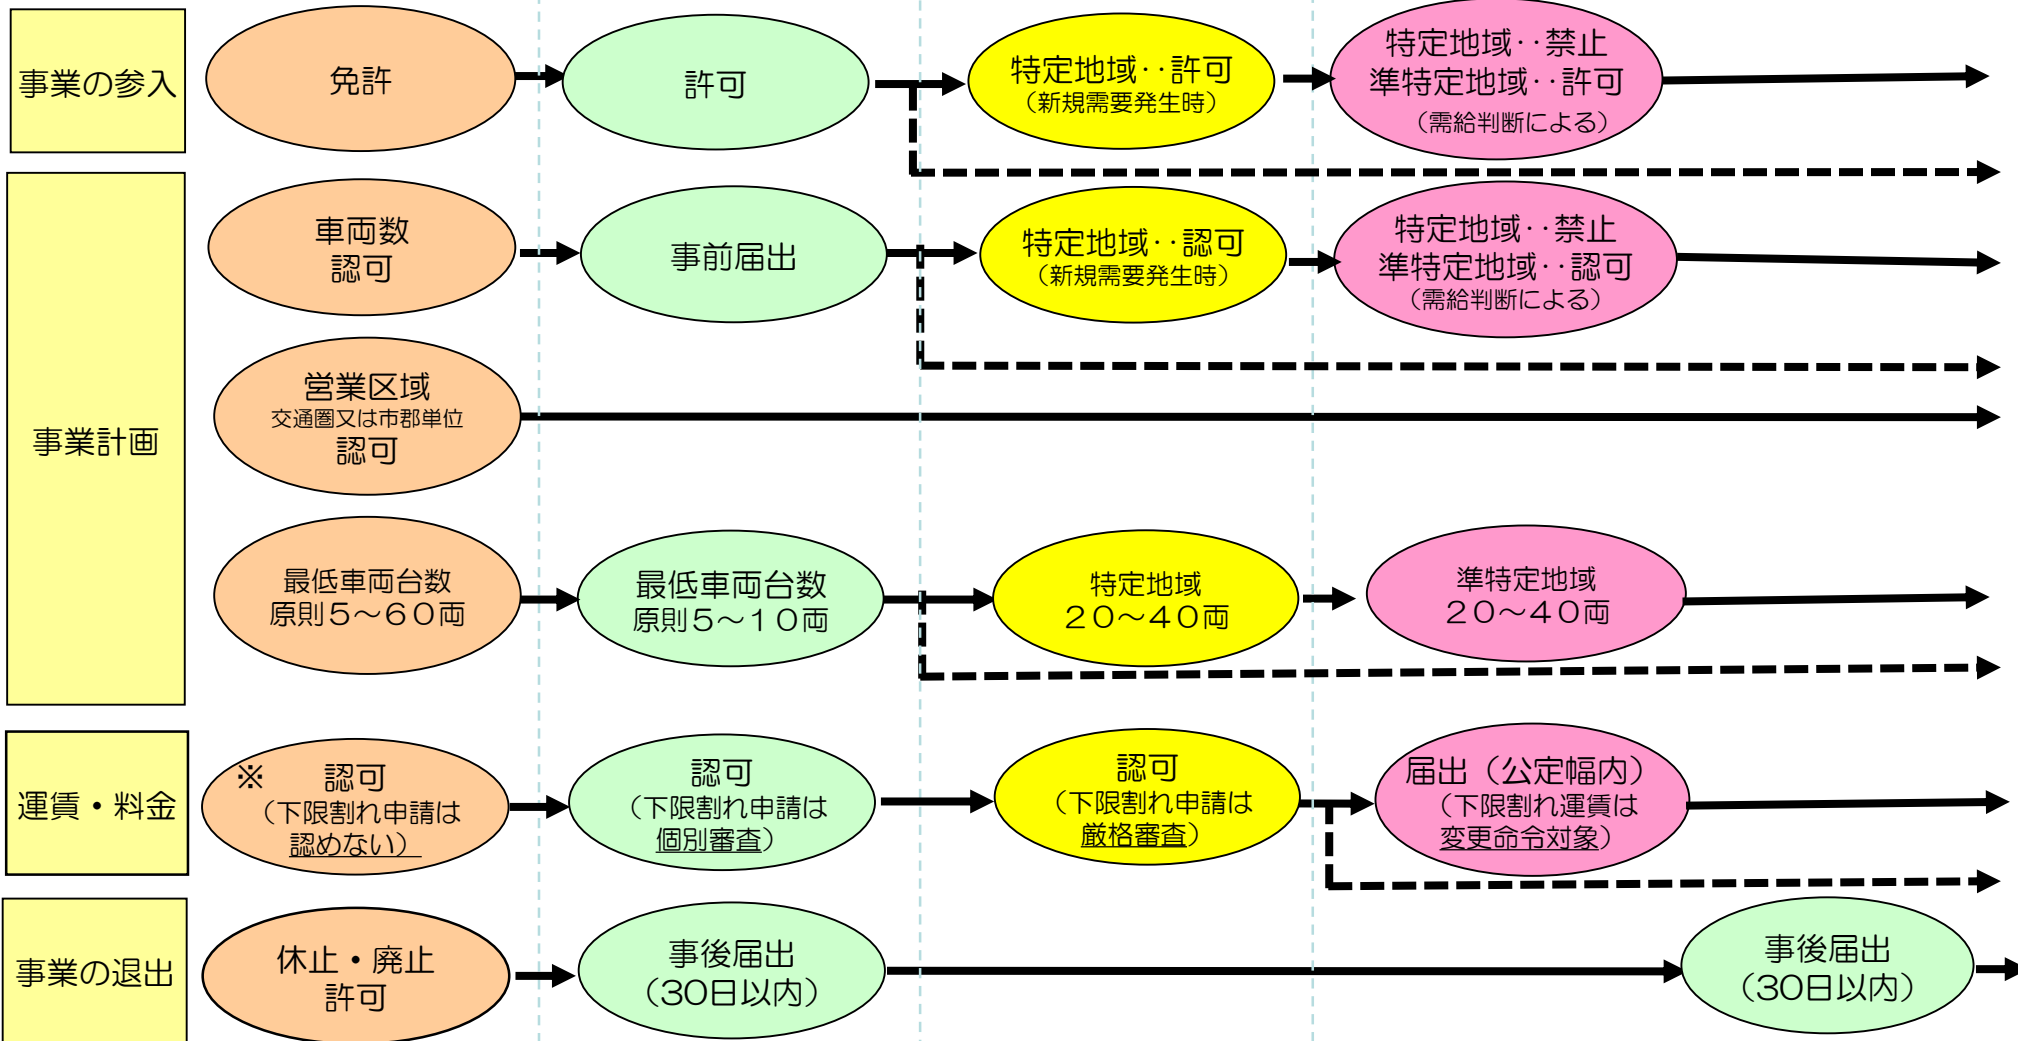 事業の参入
免許
許可
特定地域‥許可
（新規需要発生時）
特定地域‥禁止
準特定地域‥許可
（需給判断による）
事業計画
車両数
認可
事前届出
特定地域‥認可
（新規需要発生時）
特定地域‥禁止
準特定地域‥認可
（需給判断による）
営業区域
交通圏又は市郡単位
認可
最低車両台数
原則５～６０両
最低車両台数
原則５～１０両
特定地域
２０～４０両
準特定地域
２０～４０両
運賃・料金
※ 認可
（下限割れ申請は
認めない）
認可
（下限割れ申請は
個別審査）
認可
（下限割れ申請は
厳格審査）
届出（公定幅内）
（下限割れ運賃は
変更命令対象）
事業の退出
休止・廃止
許可
事後届出
（30日以内）
事後届出
（30日以内）